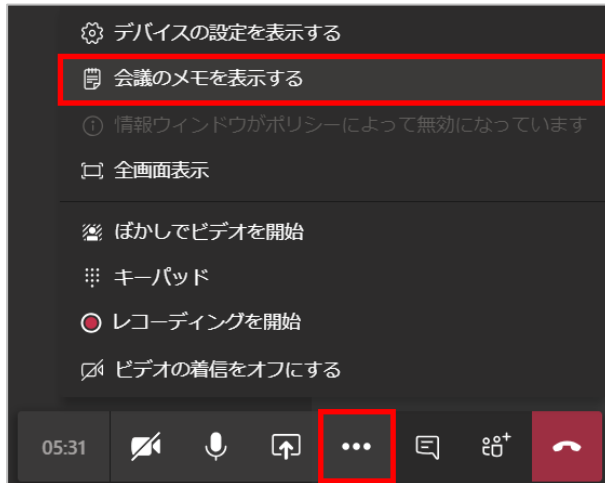 デバイスの設定を表示する
会議のメモを表示する
情報ウィンドウがポリシーによって無効になっています
全画面表示
ぼかしでビデオを開始
キーパッド
レコーディングを開始
ビデオの着信をオフにする
05:31